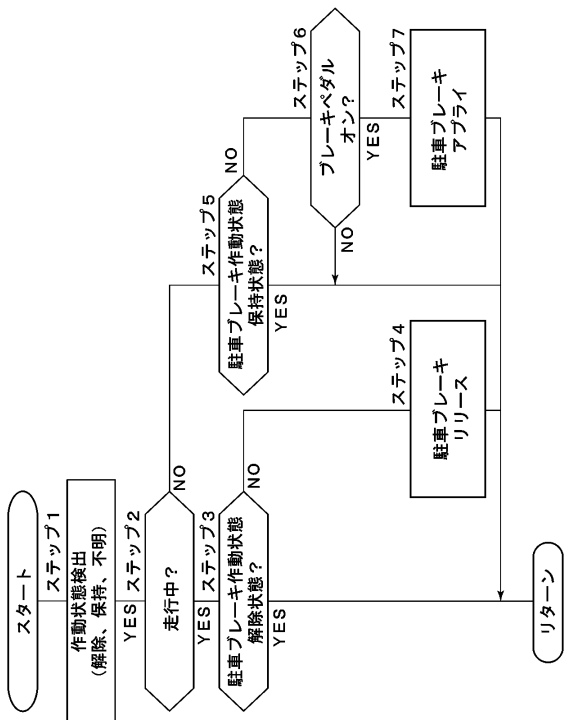 スタート
ステップ1
作動状態検出
(解除、保持、不明)
YES
ステップ2
走行中?
NO
YES
ステップ3
駐車ブレーキ作動状態
解除状態?
NO
YES
ステップ4
駐車ブレーキ
リリース
ステップ5
駐車ブレーキ作動状態
保持状態?
NO
YES
ステップ6
ブレーキペダル
オン?
NO
YES
ステップ7
駐車ブレーキ
アプライ
リターン